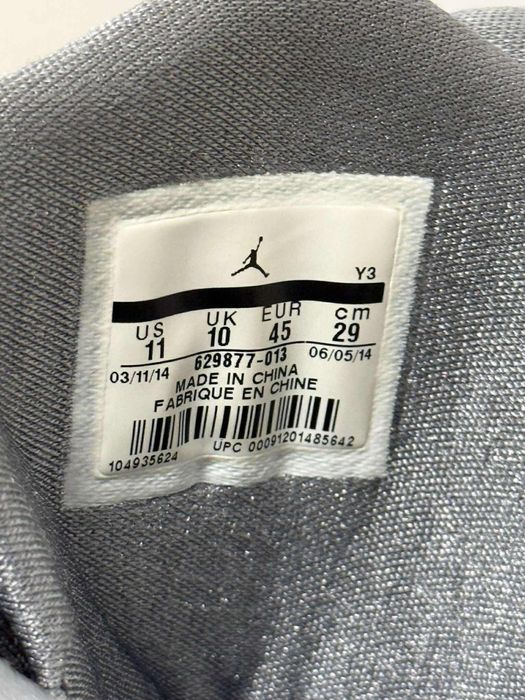 Y3
US UK EUR cm
11 10 45 29
03/11/14 629877-013 06/05/14
MADE IN CHINA
FABRIQUE EN CHINE
104935624 UPC 00091201485642